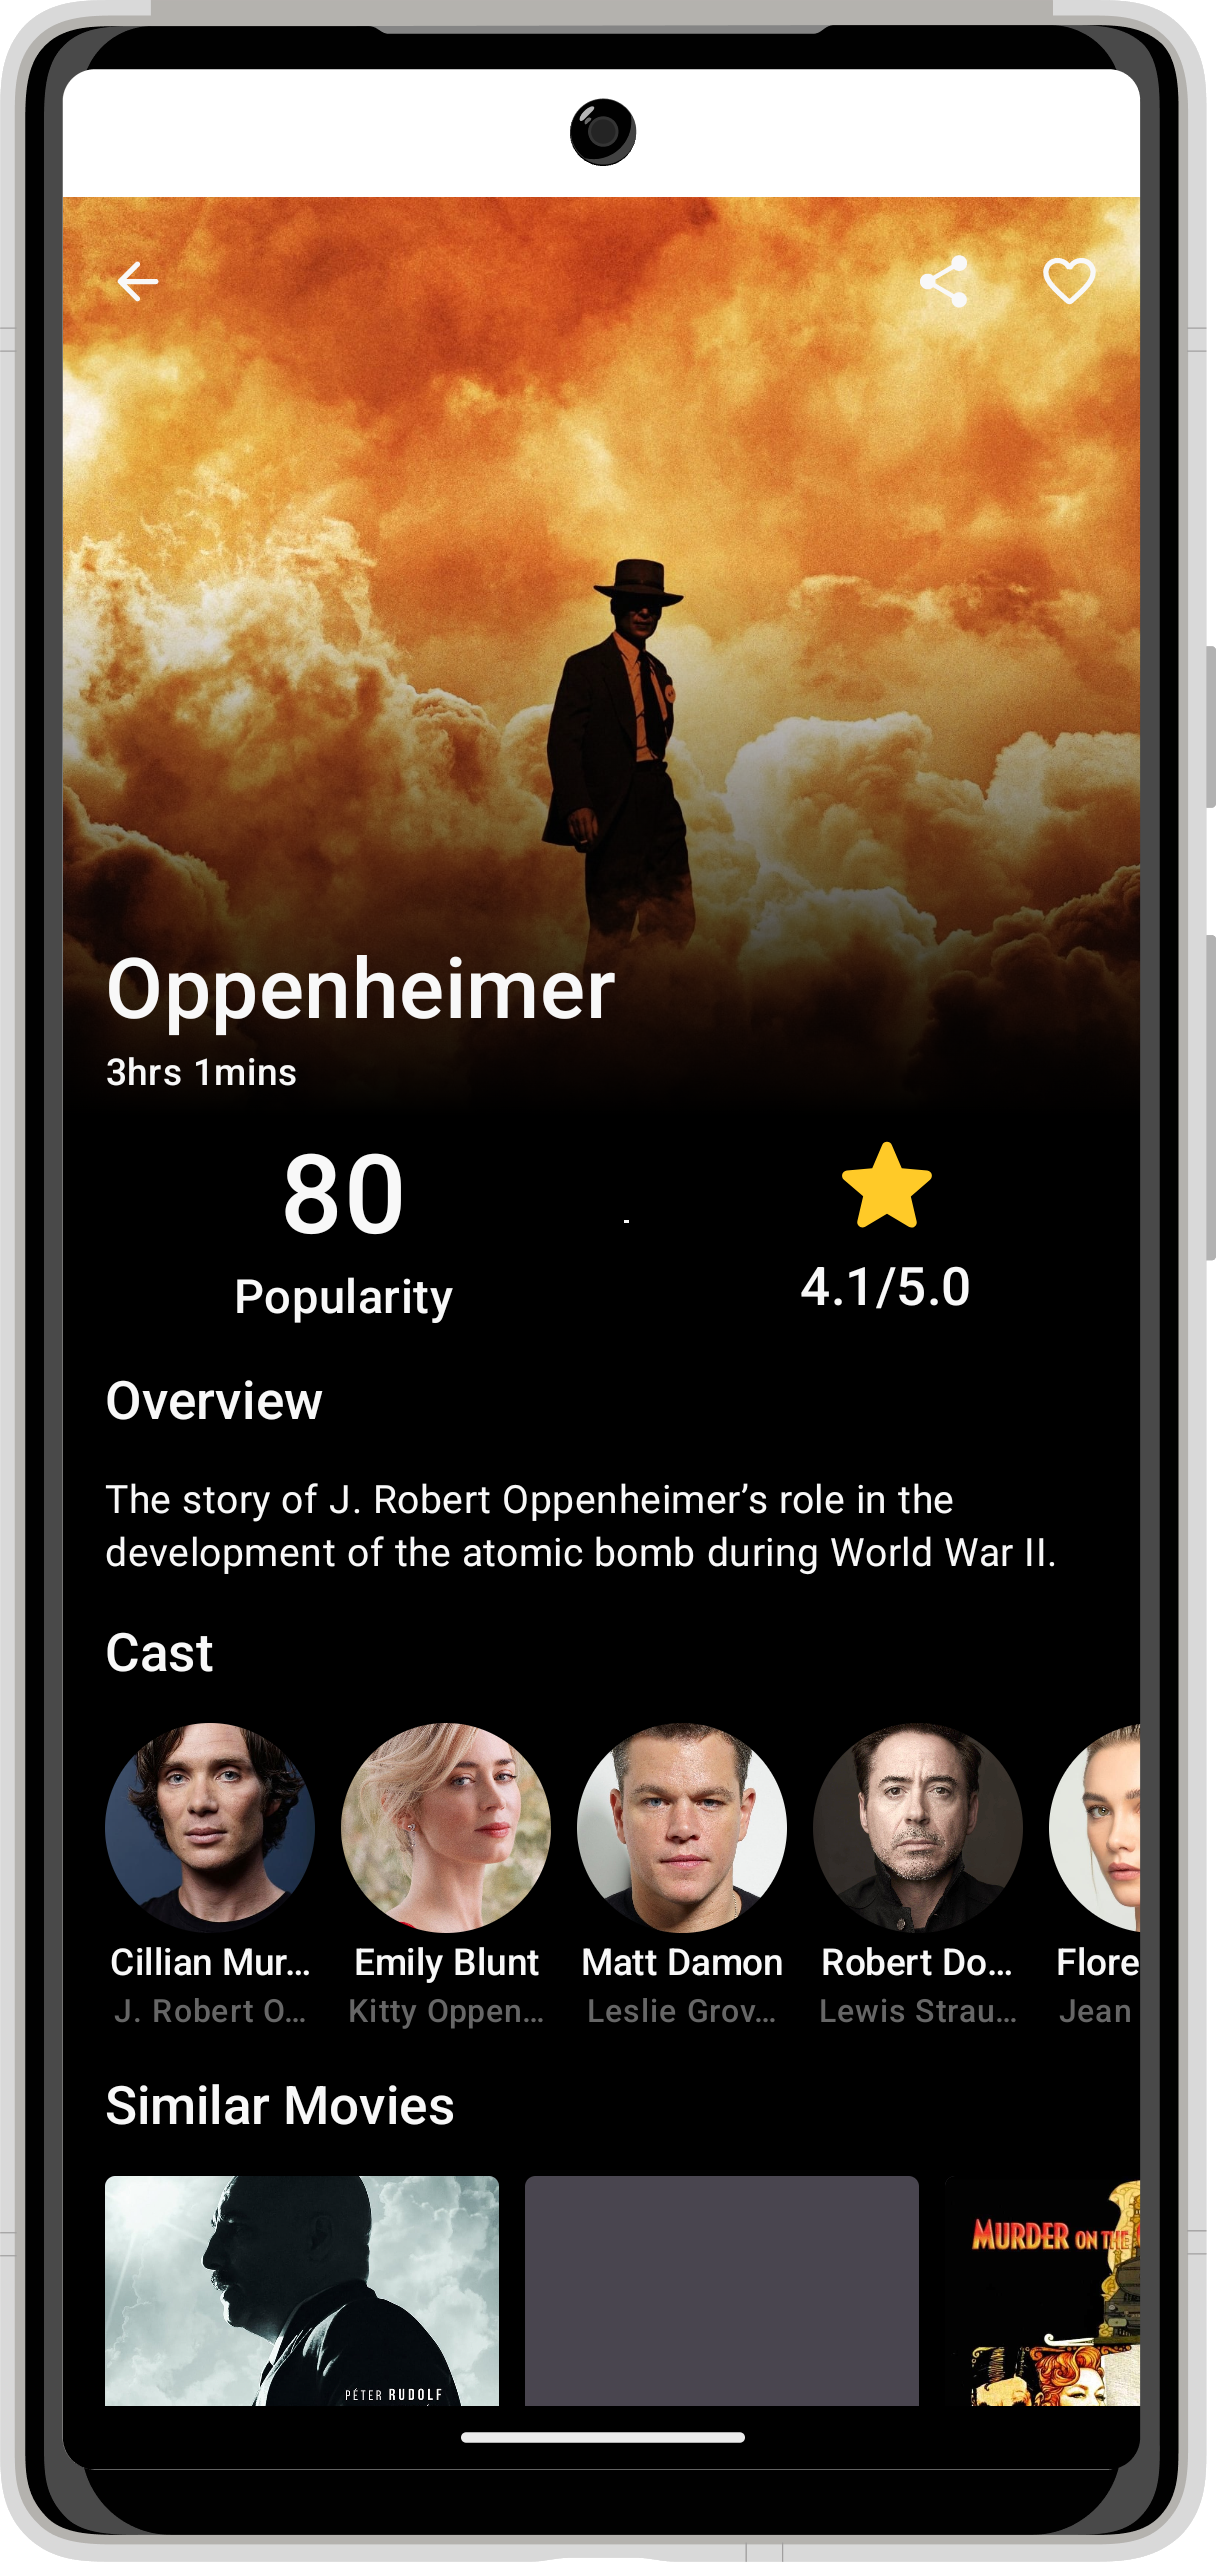 Oppenheimer
3hrs 1mins
80
Popularity
-
4.1/5.0
Overview
The story of J. Robert Oppenheimer’s role in the
development of the atomic bomb during World War II.
Cast
Cillian Mur...
Emily Blunt
Matt Damon
Robert Do...
Flore
J. Robert O...
Kitty Oppen...
Leslie Grov...
Lewis Strau...
Jean
Similar Movies
MURDER ON THE
PÉTER RUDOLF